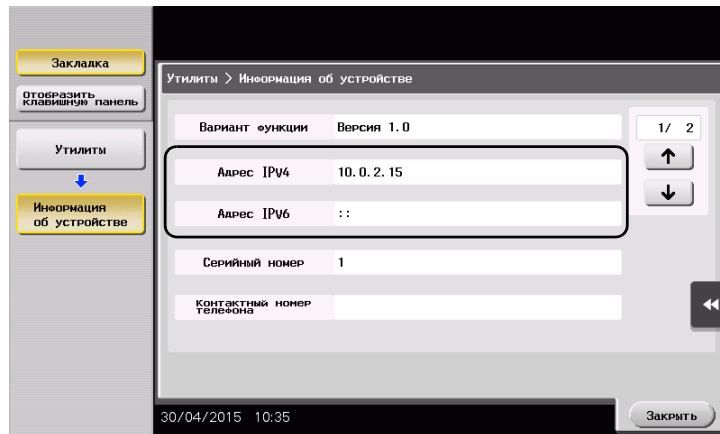 Закладка
Отобразить
клавишную панель
Утилиты
Информация
об устройстве
Утилиты > Информация об устройстве
Вариант функции Версия 1.0
1/ 2
Адрес IPv4 10.0.2.15
Адрес IPv6 ::
Серийный номер 1
Контактный номер
телефона
30/04/2015 10:35
Закрыть